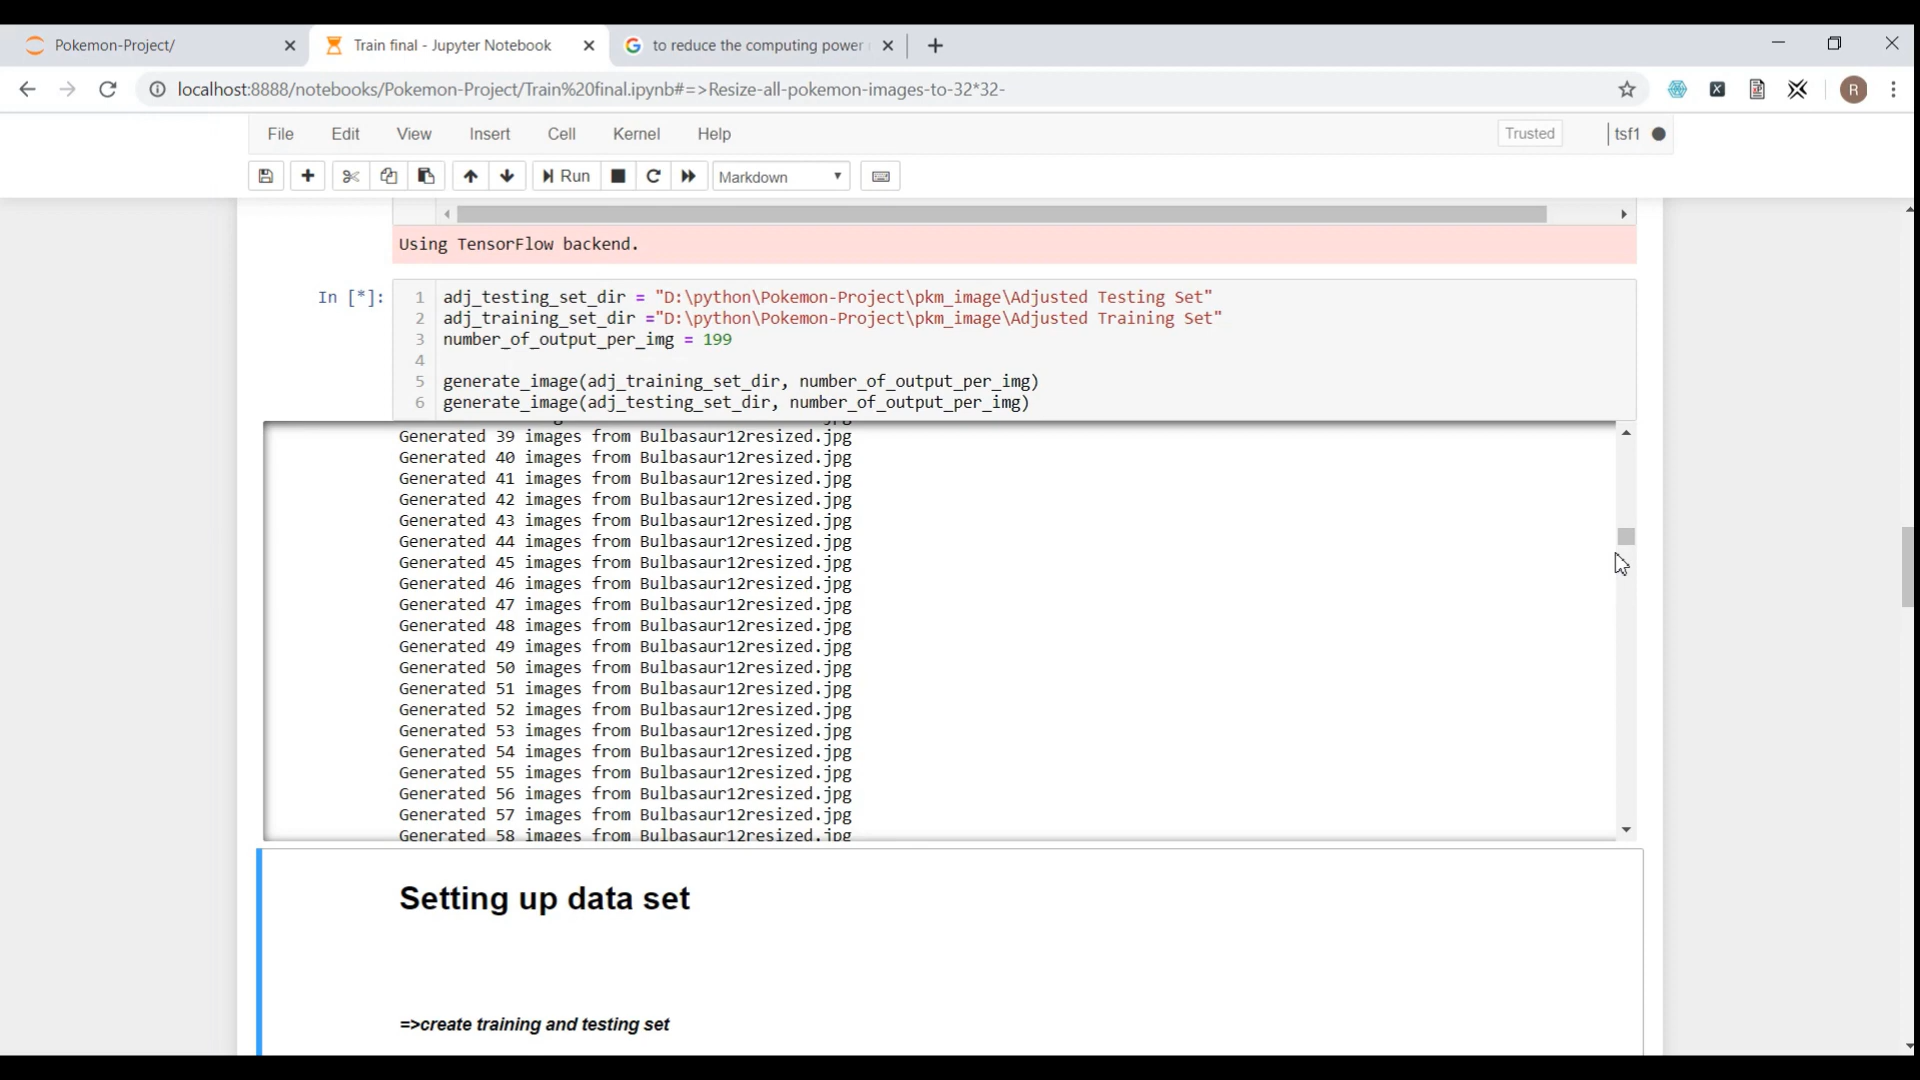 Pokemon-Project/
Train final - Jupyter Notebook
to reduce the computing power
localhost:8888/notebooks/Pokemon-Project/Train%20final.ipynb#=>Resize-all-pokemon-images-to-32*32-
R
File Edit View Insert Cell Kernel Help
Trusted
tsf1
Run
Markdown
Using TensorFlow backend.
In [*]:
1 adj_testing_set_dir = "D:\python\Pokemon-Project\pkm_image\Adjusted Testing Set"
2 adj_training_set_dir ="D:\python\Pokemon-Project\pkm_image\Adjusted Training Set"
3 number_of_output_per_img = 199
4
5 generate_image(adj_training_set_dir, number_of_output_per_img)
6 generate_image(adj_testing_set_dir, number_of_output_per_img)
Generated 39 images from Bulbasaur12resized.jpg
Generated 40 images from Bulbasaur12resized.jpg
Generated 41 images from Bulbasaur12resized.jpg
Generated 42 images from Bulbasaur12resized.jpg
Generated 43 images from Bulbasaur12resized.jpg
Generated 44 images from Bulbasaur12resized.jpg
Generated 45 images from Bulbasaur12resized.jpg
Generated 46 images from Bulbasaur12resized.jpg
Generated 47 images from Bulbasaur12resized.jpg
Generated 48 images from Bulbasaur12resized.jpg
Generated 49 images from Bulbasaur12resized.jpg
Generated 50 images from Bulbasaur12resized.jpg
Generated 51 images from Bulbasaur12resized.jpg
Generated 52 images from Bulbasaur12resized.jpg
Generated 53 images from Bulbasaur12resized.jpg
Generated 54 images from Bulbasaur12resized.jpg
Generated 55 images from Bulbasaur12resized.jpg
Generated 56 images from Bulbasaur12resized.jpg
Generated 57 images from Bulbasaur12resized.jpg
Generated 58 images from Bulbasaur12resized.jpg
Setting up data set
=>create training and testing set